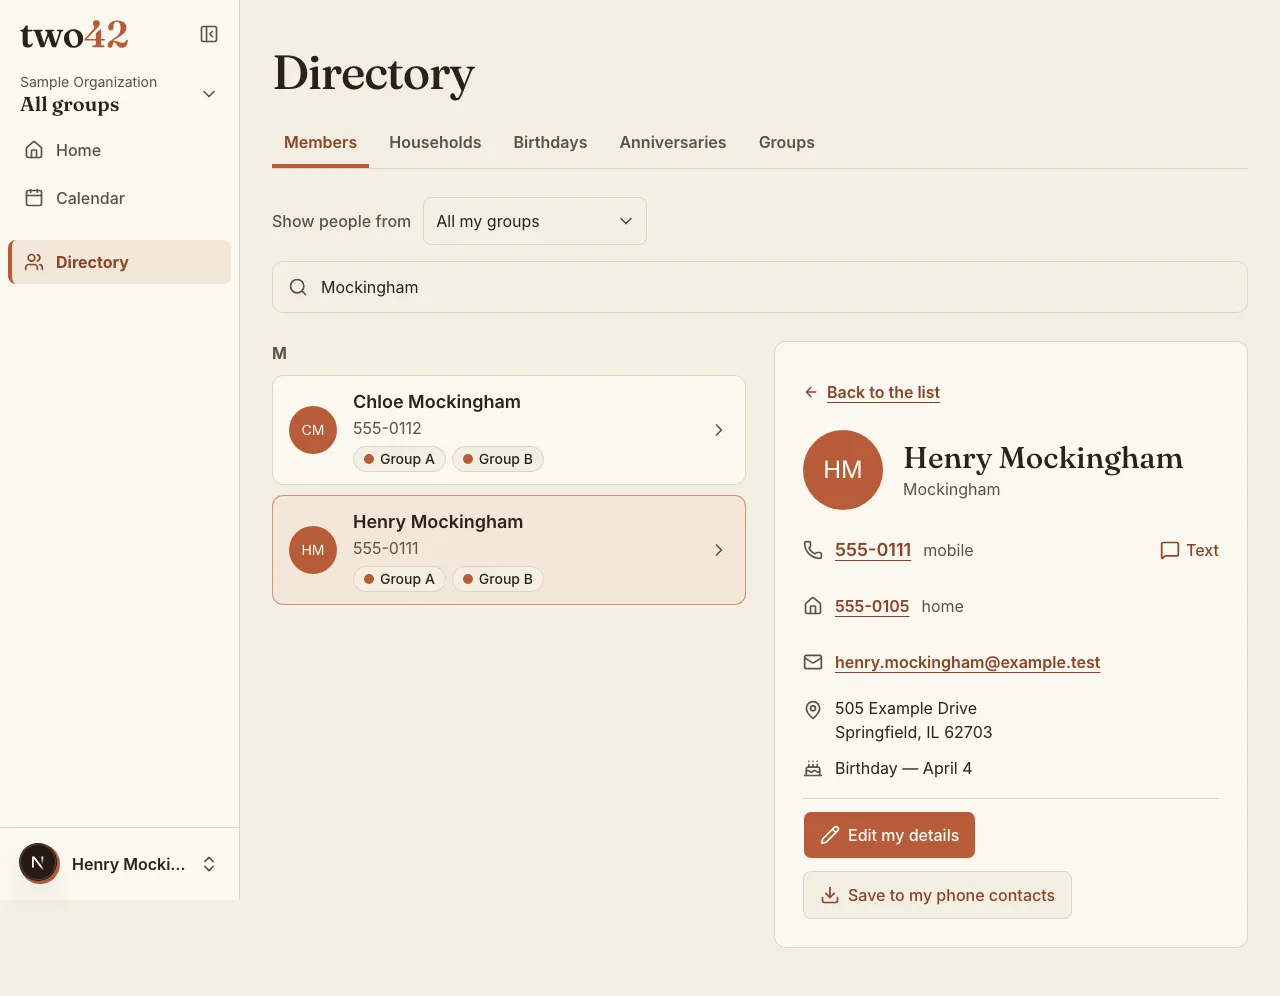 two42
Sample Organization
All groups
Home
Calendar
Directory
Directory
Members
Households
Birthdays
Anniversaries
Groups
Show people from
All my groups
Mockingham
M
CM
Chloe Mockingham
555-0112
Group A
Group B
HM
Henry Mockingham
555-0111
Group A
Group B
Back to the list
HM
Henry Mockingham
Mockingham
555-0111 mobile
Text
555-0105 home
henry.mockingham@example.test
505 Example Drive
Springfield, IL 62703
Birthday — April 4
Edit my details
Save to my phone contacts
N
Henry Mocki...